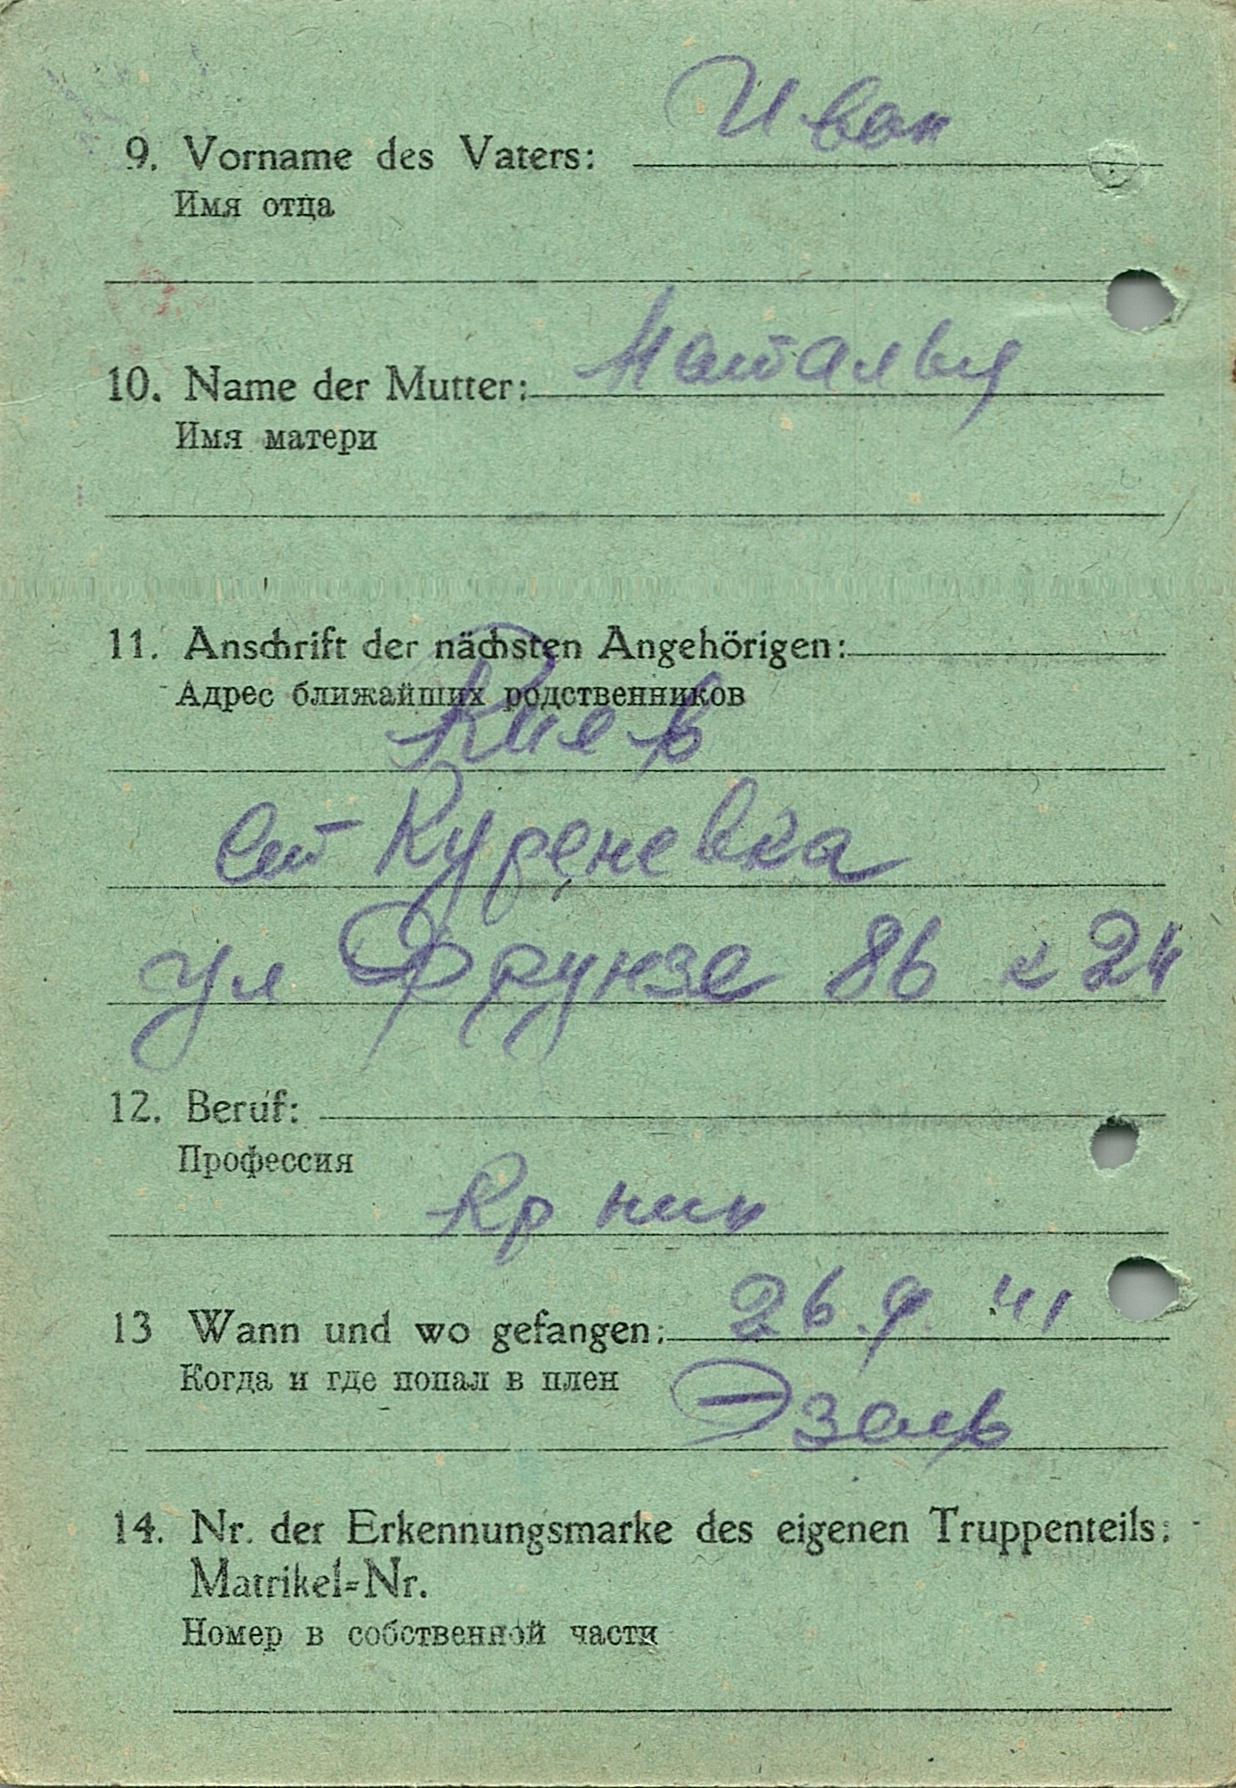 9. Vorname des Vaters: Иван
Имя отца
10. Name der Mutter: Наталья
Имя матери
11. Anschrift der nächsten Angehörigen:
Адрес ближайших родственников
Киев
ст Куреневка
ул Фрунзе 86 к 24
12. Beruf:
Профессия
Кр ник
13 Wann und wo gefangen: 26.9. 41
Когда и где попал в плен
Эзель
14. Nr. der Erkennungsmarke des eigenen Truppenteils:
Matrikel=Nr.
Номер в собственной части